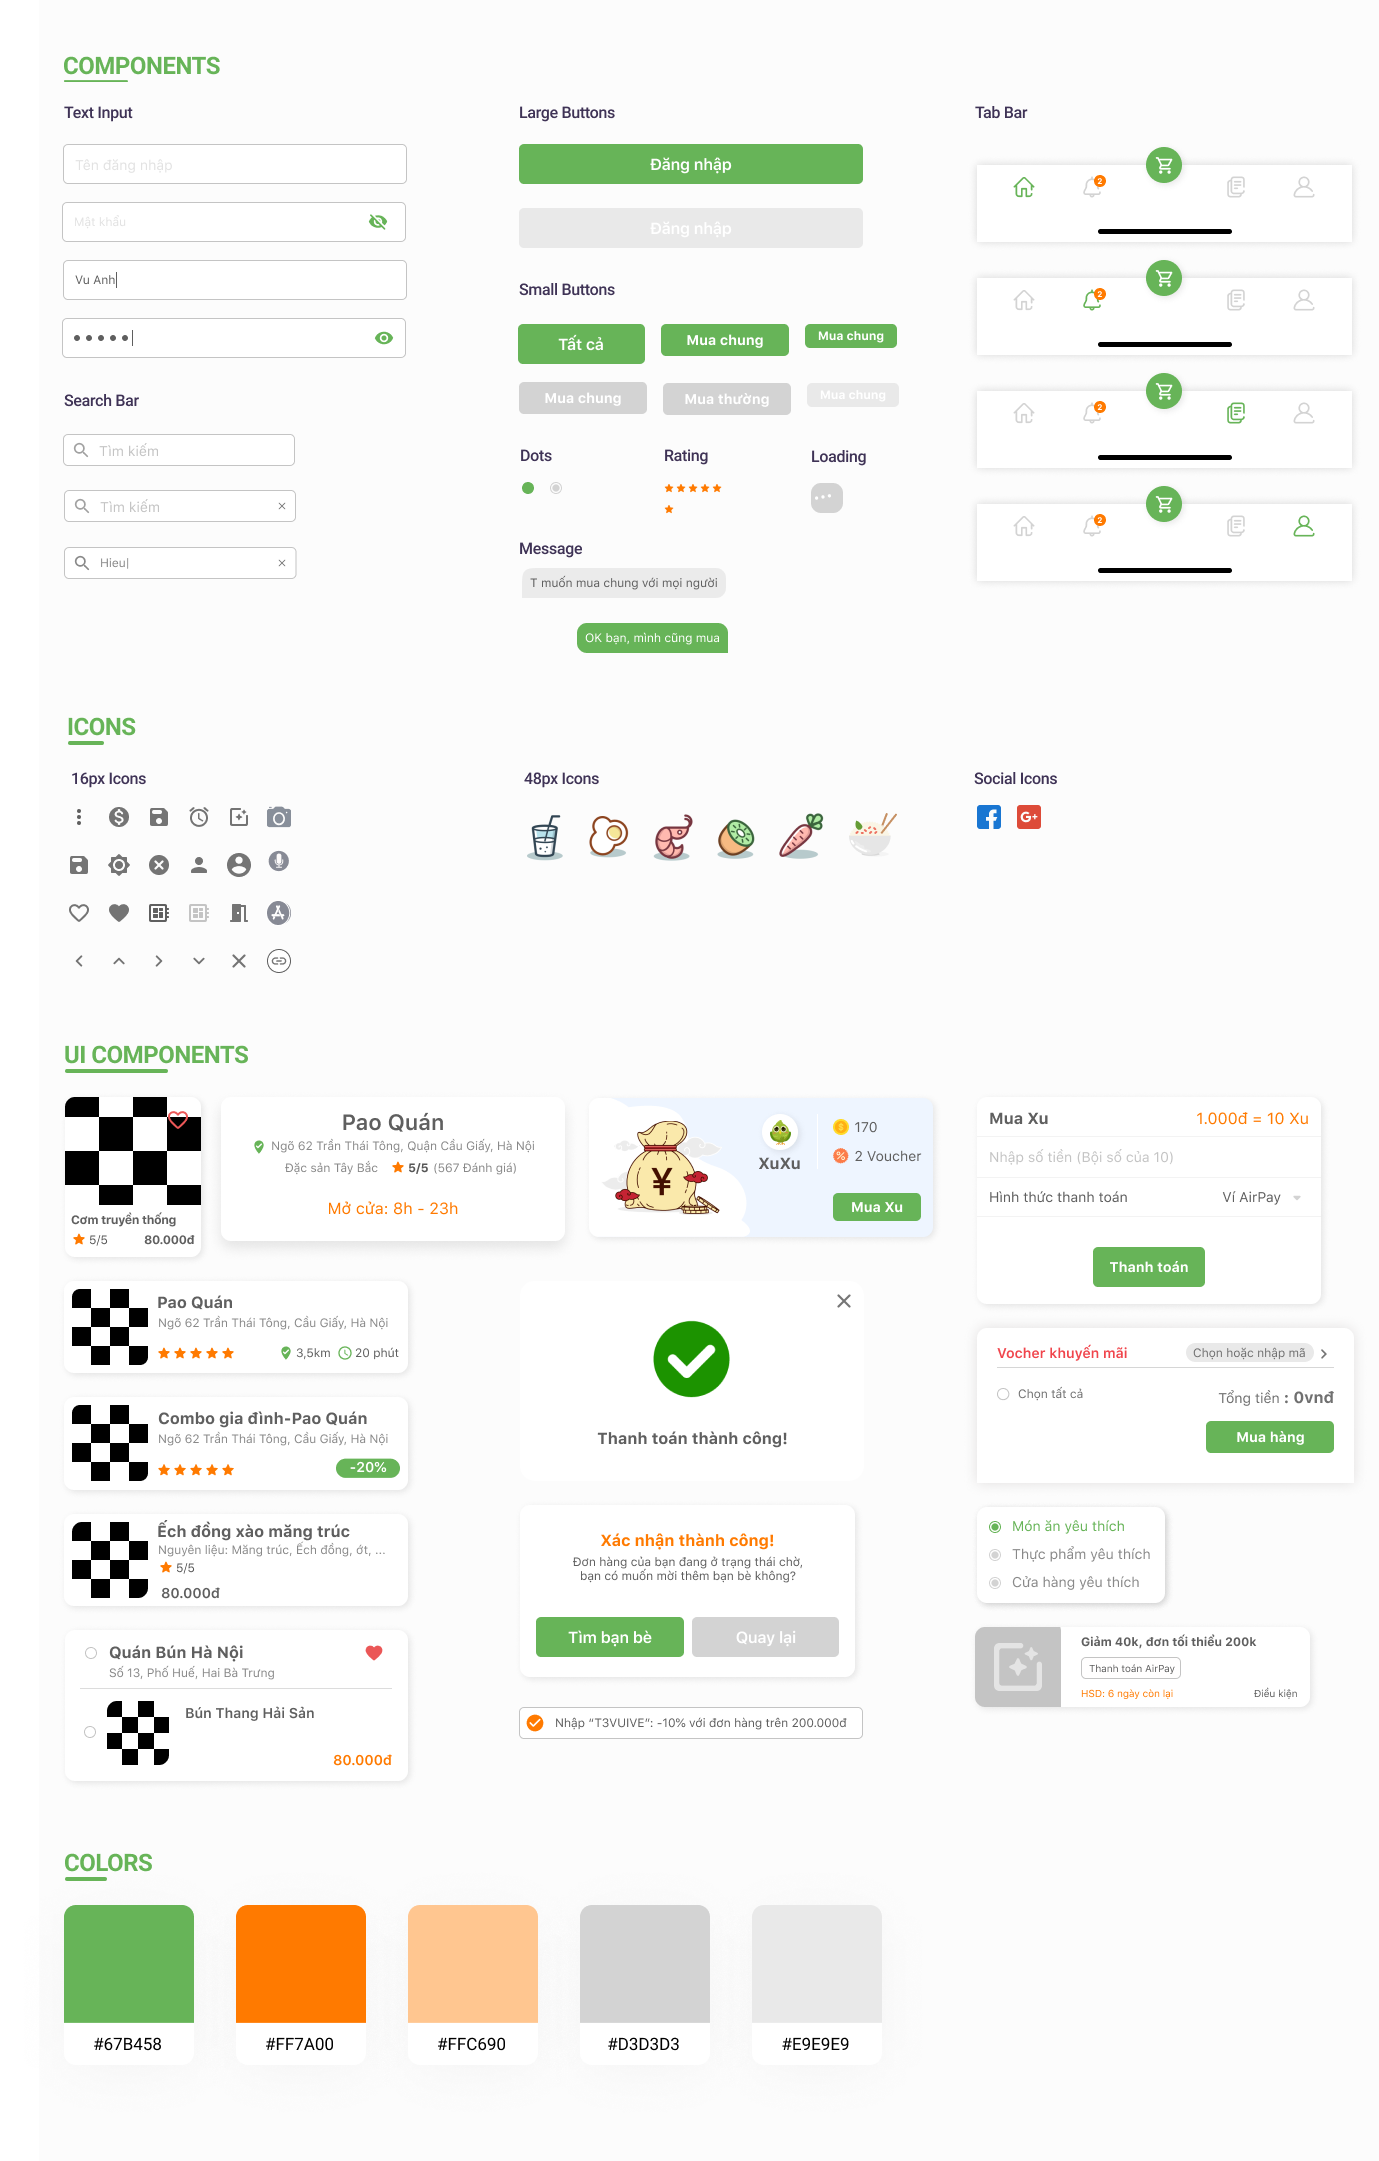 COMPONENTS
Text Input
Tên đăng nhập
Mật khẩu
Vu Anh
Search Bar
Tìm kiếm
Tìm kiếm
Hieu
Large Buttons
Đăng nhập
Đăng nhập
Small Buttons
Tất cả
Mua chung
Mua chung
Mua chung
Mua thường
Mua chung
Dots
Rating
Loading
Message
T muốn mua chung với mọi người
OK bạn, mình cũng mua
Tab Bar
2
2
2
2
ICONS
16px Icons
48px Icons
Social Icons
UI COMPONENTS
Cơm truyền thống
5/5
80.000đ
Pao Quán
Ngõ 62 Trần Thái Tông, Quận Cầu Giấy, Hà Nội
Đặc sản Tây Bắc 5/5 (567 Đánh giá)
Mở cửa: 8h - 23h
¥
XuXu
170
2 Voucher
Mua Xu
Mua Xu
1.000đ = 10 Xu
Nhập số tiền (Bội số của 10)
Hình thức thanh toán
Ví AirPay
Thanh toán
Pao Quán
Ngõ 62 Trần Thái Tông, Cầu Giấy, Hà Nội
3,5km
20 phút
Combo gia đình-Pao Quán
Ngõ 62 Trần Thái Tông, Cầu Giấy, Hà Nội
-20%
Ếch đồng xào măng trúc
Nguyên liệu: Măng trúc, Ếch đồng, ớt, ...
5/5
80.000đ
Quán Bún Hà Nội
Số 13, Phố Huế, Hai Bà Trưng
Bún Thang Hải Sản
80.000đ
Thanh toán thành công!
Xác nhận thành công!
Đơn hàng của bạn đang ở trạng thái chờ,
bạn có muốn mời thêm bạn bè không?
Tìm bạn bè
Quay lại
Nhập “T3VUIVE”: -10% với đơn hàng trên 200.000đ
Vocher khuyến mãi
Chọn hoặc nhập mã
Chọn tất cả
Tổng tiền : 0vnđ
Mua hàng
Món ăn yêu thích
Thực phẩm yêu thích
Cửa hàng yêu thích
Giảm 40k, đơn tối thiểu 200k
Thanh toán AirPay
HSD: 6 ngày còn lại
Điều kiện
COLORS
#67B458
#FF7A00
#FFC690
#D3D3D3
#E9E9E9